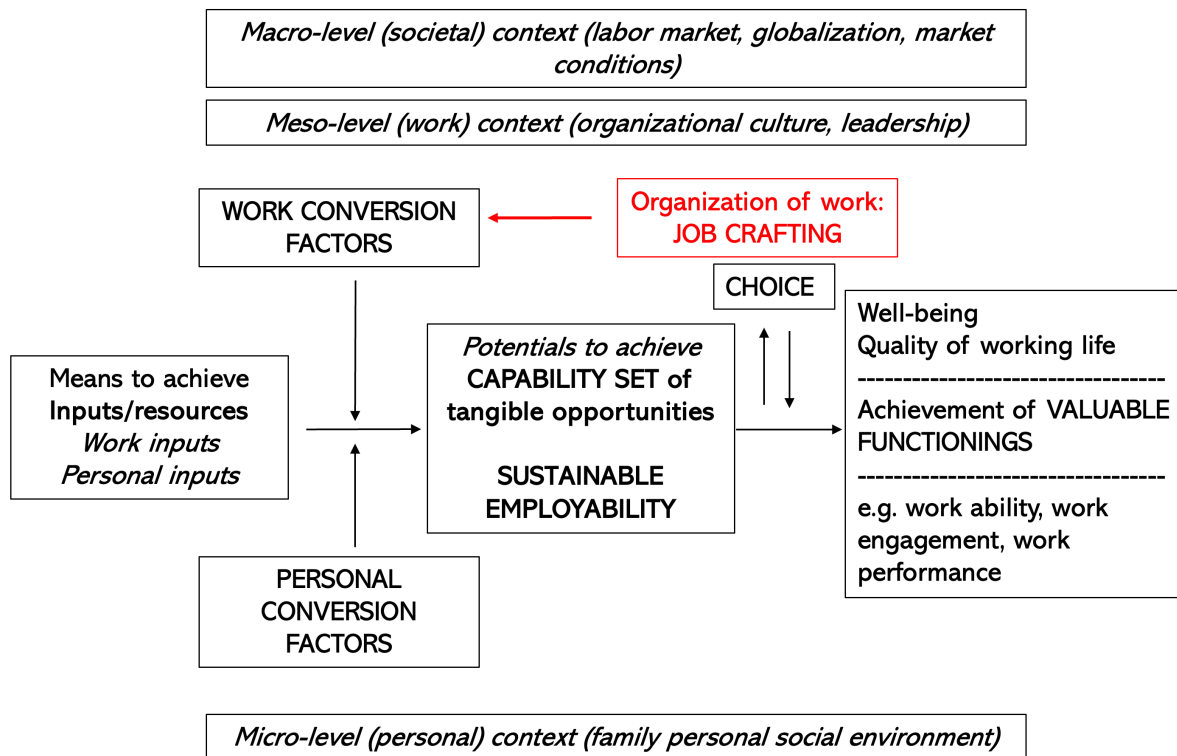 Macro-level (societal) context (labor market, globalization, market
conditions)
Meso-level (work) context (organizational culture, leadership)
WORK CONVERSION
FACTORS
Organization of work:
JOB CRAFTING
CHOICE
Means to achieve
Inputs/resources
Work inputs
Personal inputs
Potentials to achieve
CAPABILITY SET of
tangible opportunities
SUSTAINABLE
EMPLOYABILITY
Well-being
Quality of working life
----------------------------------
Achievement of VALUABLE
FUNCTIONINGS
----------------------------------
e.g. work ability, work
engagement, work
performance
PERSONAL
CONVERSION
FACTORS
Micro-level (personal) context (family personal social environment)